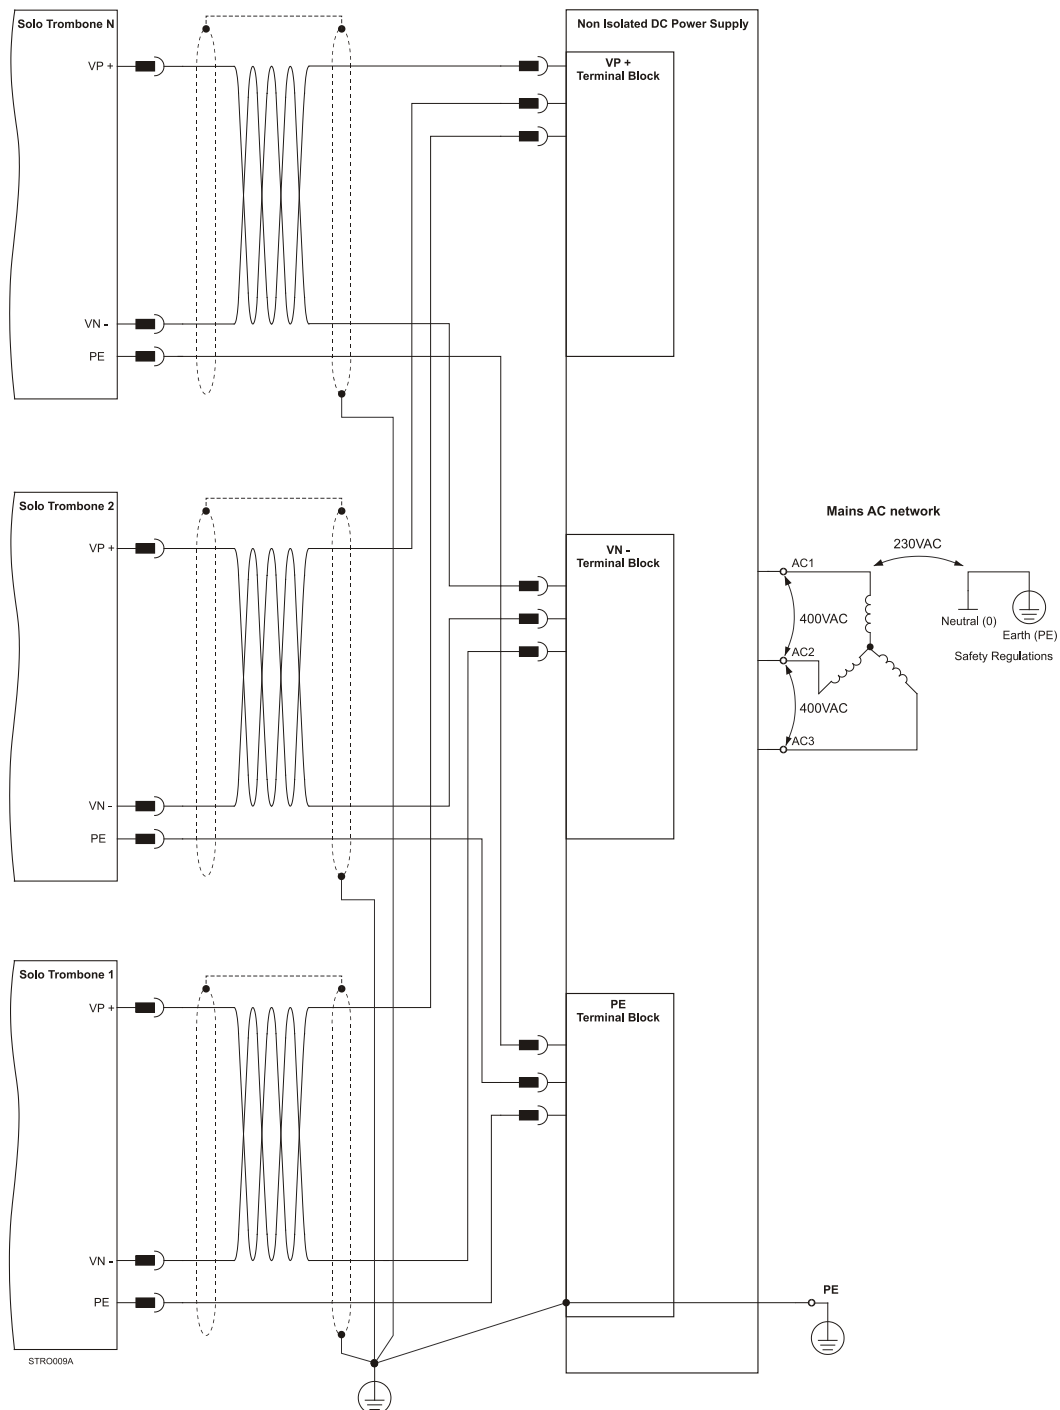 Solo Trombone N
VP +
VN -
PE
Non Isolated DC Power Supply
VP +
Terminal Block
Solo Trombone 2
VP +
VN -
PE
VN -
Terminal Block
Mains AC network
230VAC
AC1
400VAC
AC2
400VAC
AC3
Neutral (0)
Earth (PE)
Safety Regulations
Solo Trombone 1
VP +
VN -
PE
PE
Terminal Block
PE
STRO009A